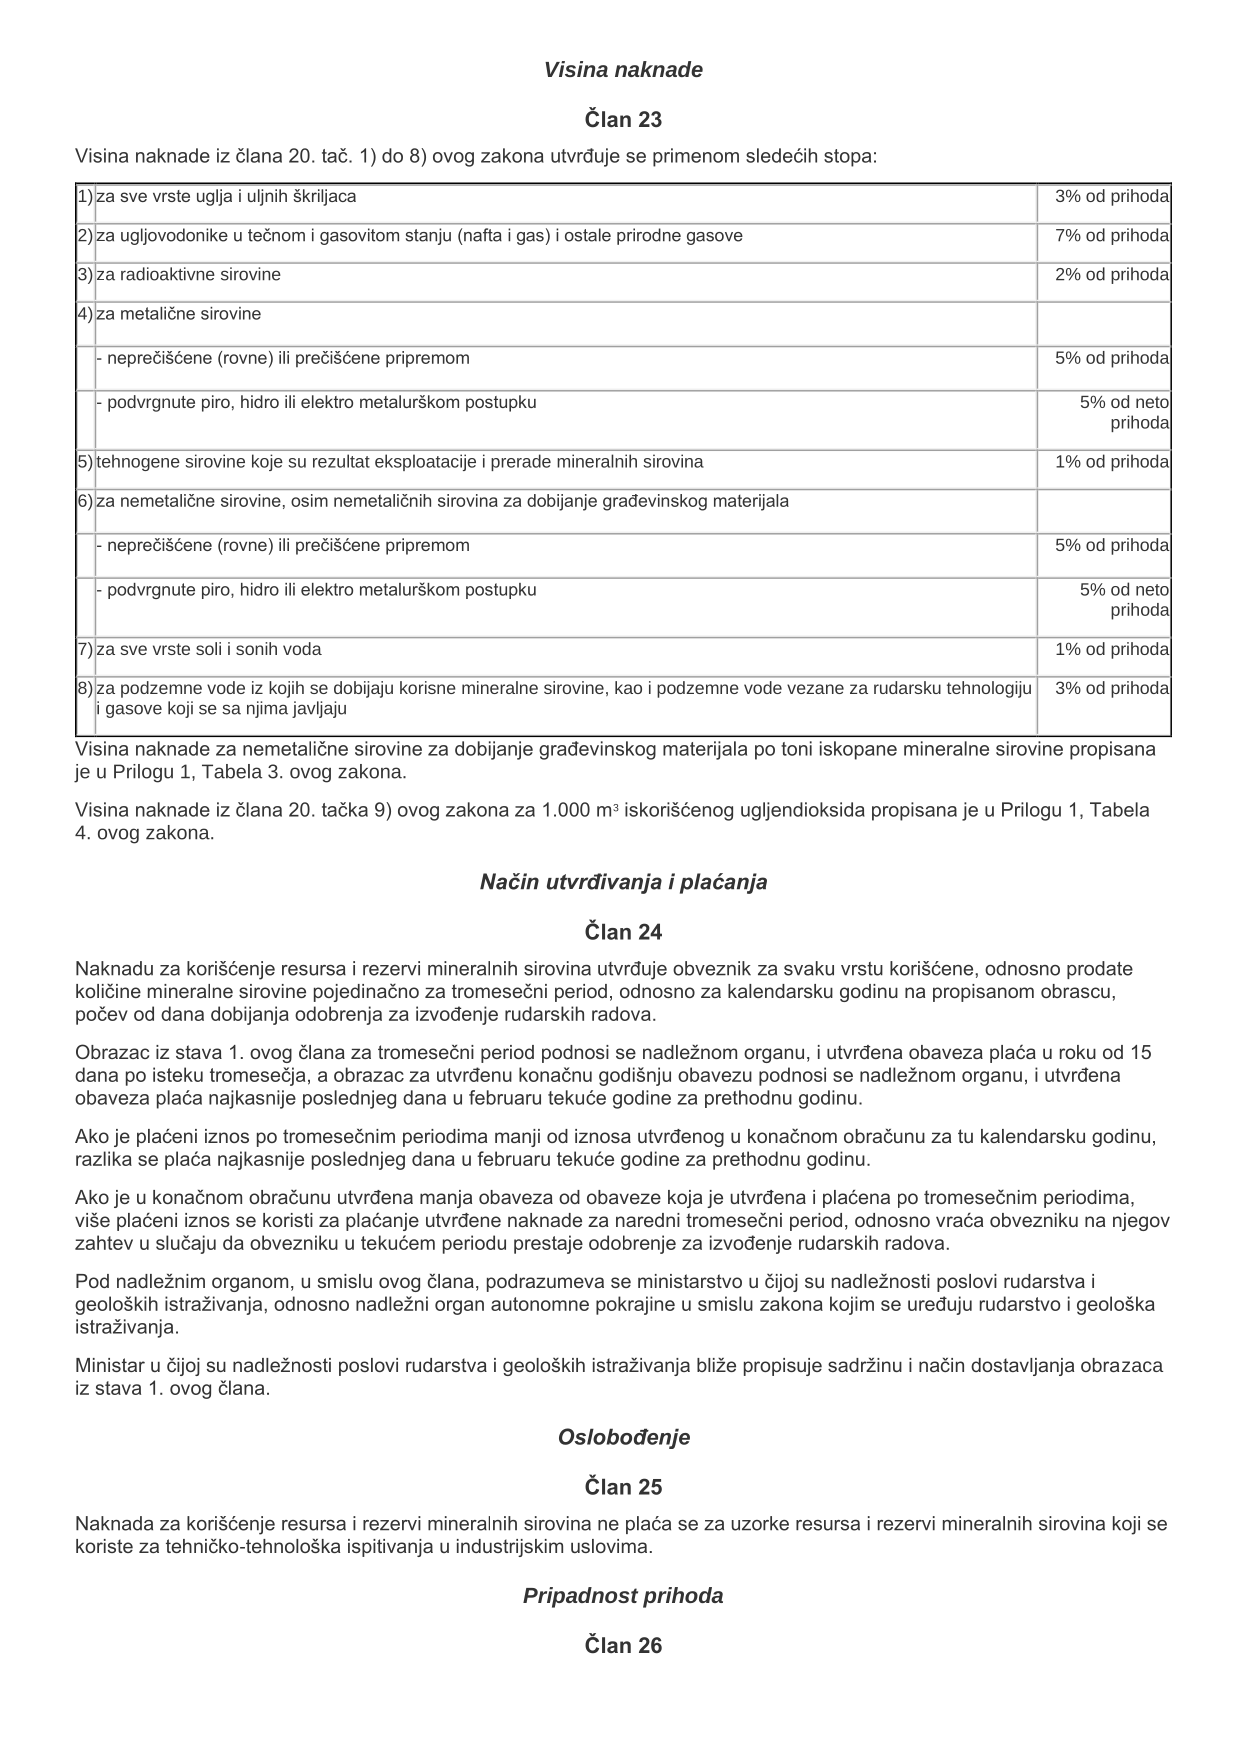 Visina naknade
Član 23
Visina naknade iz člana 20. tač. 1) do 8) ovog zakona utvrđuje se primenom sledećih stopa:
1) za sve vrste uglja i uljnih škriljaca 3% od prihoda
2) za ugljovodonike u tečnom i gasovitom stanju (nafta i gas) i ostale prirodne gasove 7% od prihoda
3) za radioaktivne sirovine 2% od prihoda
4) za metalične sirovine
- neprečišćene (rovne) ili prečišćene pripremom 5% od prihoda
- podvrgnute piro, hidro ili elektro metalurškom postupku 5% od neto
prihoda
5) tehnogene sirovine koje su rezultat eksploatacije i prerade mineralnih sirovina 1% od prihoda
6) za nemetalične sirovine, osim nemetaličnih sirovina za dobijanje građevinskog materijala
- neprečišćene (rovne) ili prečišćene pripremom 5% od prihoda
- podvrgnute piro, hidro ili elektro metalurškom postupku 5% od neto
prihoda
7) za sve vrste soli i sonih voda 1% od prihoda
8) za podzemne vode iz kojih se dobijaju korisne mineralne sirovine, kao i podzemne vode vezane za rudarsku tehnologiju 3% od prihoda
i gasove koji se sa njima javljaju
Visina naknade za nemetalične sirovine za dobijanje građevinskog materijala po toni iskopane mineralne sirovine propisana
je u Prilogu 1, Tabela 3. ovog zakona.
Visina naknade iz člana 20. tačka 9) ovog zakona za 1.000 m³ iskorišćenog ugljendioksida propisana je u Prilogu 1, Tabela
4. ovog zakona.
Način utvrđivanja i plaćanja
Član 24
Naknadu za korišćenje resursa i rezervi mineralnih sirovina utvrđuje obveznik za svaku vrstu korišćene, odnosno prodate
količine mineralne sirovine pojedinačno za tromesečni period, odnosno za kalendarsku godinu na propisanom obrascu,
počev od dana dobijanja odobrenja za izvođenje rudarskih radova.
Obrazac iz stava 1. ovog člana za tromesečni period podnosi se nadležnom organu, i utvrđena obaveza plaća u roku od 15
dana po isteku tromesečja, a obrazac za utvrđenu konačnu godišnju obavezu podnosi se nadležnom organu, i utvrđena
obaveza plaća najkasnije poslednjeg dana u februaru tekuće godine za prethodnu godinu.
Ako je plaćeni iznos po tromesečnim periodima manji od iznosa utvrđenog u konačnom obračunu za tu kalendarsku godinu,
razlika se plaća najkasnije poslednjeg dana u februaru tekuće godine za prethodnu godinu.
Ako je u konačnom obračunu utvrđena manja obaveza od obaveze koja je utvrđena i plaćena po tromesečnim periodima,
više plaćeni iznos se koristi za plaćanje utvrđene naknade za naredni tromesečni period, odnosno vraća obvezniku na njegov
zahtev u slučaju da obvezniku u tekućem periodu prestaje odobrenje za izvođenje rudarskih radova.
Pod nadležnim organom, u smislu ovog člana, podrazumeva se ministarstvo u čijoj su nadležnosti poslovi rudarstva i
geoloških istraživanja, odnosno nadležni organ autonomne pokrajine u smislu zakona kojim se uređuju rudarstvo i geološka
istraživanja.
Ministar u čijoj su nadležnosti poslovi rudarstva i geoloških istraživanja bliže propisuje sadržinu i način dostavljanja obrazaca
iz stava 1. ovog člana.
Oslobođenje
Član 25
Naknada za korišćenje resursa i rezervi mineralnih sirovina ne plaća se za uzorke resursa i rezervi mineralnih sirovina koji se
koriste za tehničko-tehnološka ispitivanja u industrijskim uslovima.
Pripadnost prihoda
Član 26